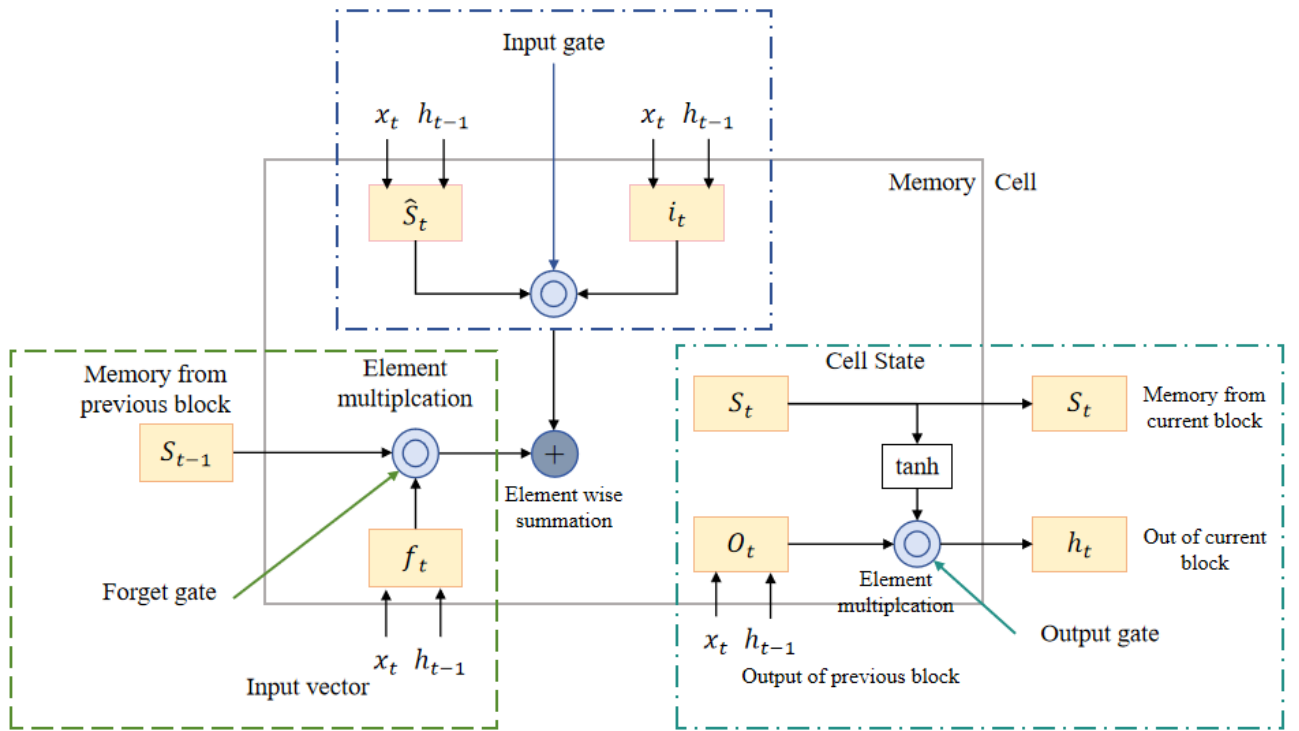 Input gate
x_t h_{t-1}
x_t h_{t-1}
Memory Cell
Ŝ_t
i_t
Memory from
previous block
Element
multiplcation
S_{t-1}
+
Element wise
summation
f_t
Forget gate
x_t h_{t-1}
Input vector
Cell State
S_t
S_t
Memory from
current block
tanh
O_t
h_t
Out of current
block
Element
multiplcation
Output gate
x_t h_{t-1}
Output of previous block